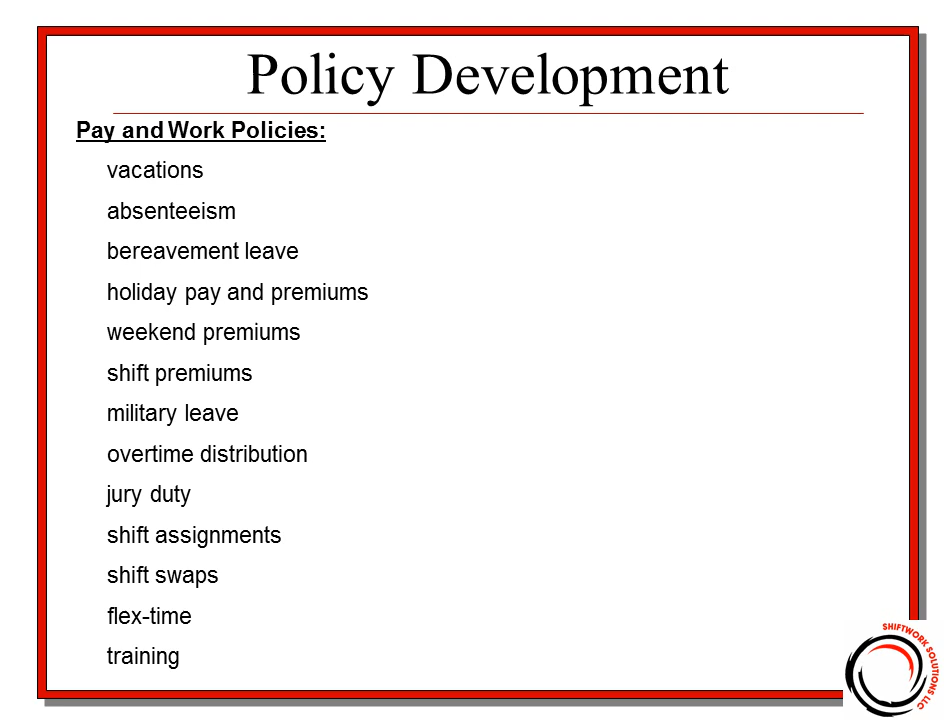 Policy Development
Pay and Work Policies:
vacations
absenteeism
bereavement leave
holiday pay and premiums
weekend premiums
shift premiums
military leave
overtime distribution
jury duty
shift assignments
shift swaps
flex-time
training
SHIFTWORK SOLUTIONS LLC